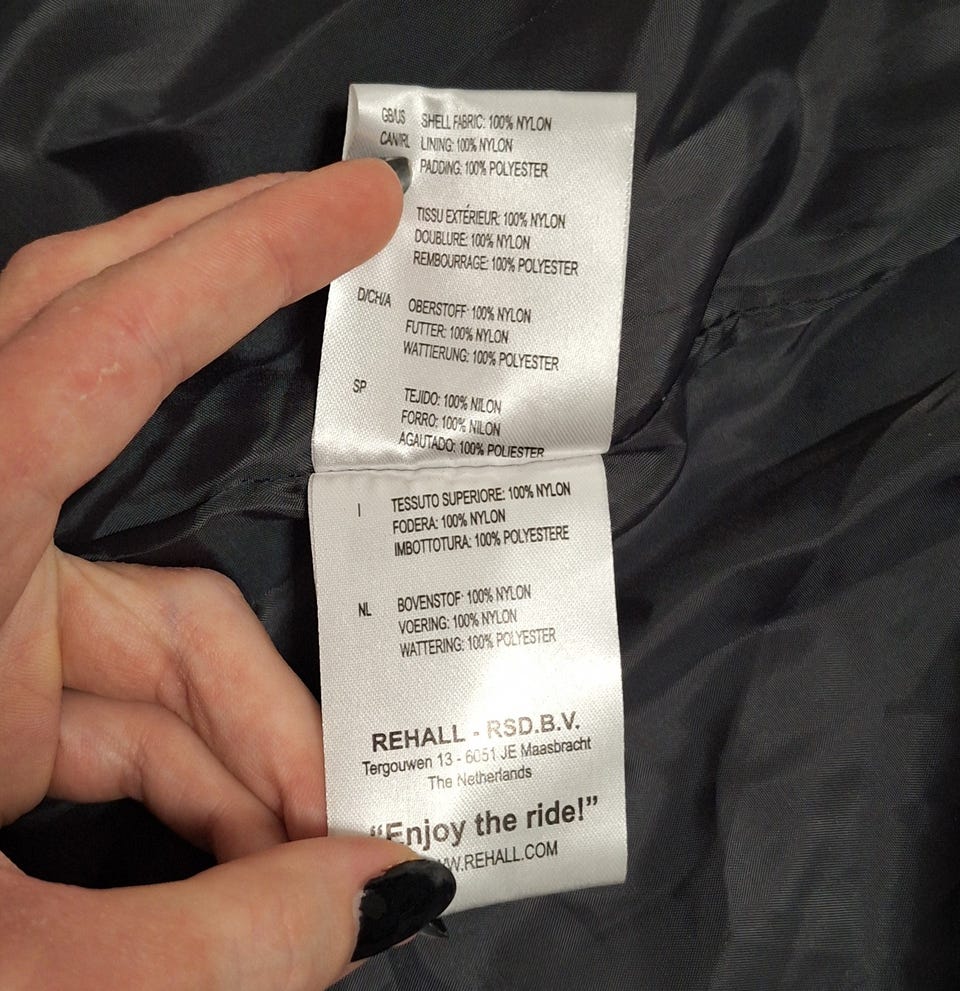 GB/US SHELL FABRIC: 100% NYLON
CAN/IRL LINING: 100% NYLON
PADDING: 100% POLYESTER
TISSU EXTÉRIEUR: 100% NYLON
DOUBLURE: 100% NYLON
REMBOURRAGE: 100% POLYESTER
D/CH/A OBERSTOFF: 100% NYLON
FUTTER: 100% NYLON
WATTIERUNG: 100% POLYESTER
SP TEJIDO: 100% NILON
FORRO: 100% NILON
AGAUTADO: 100% POLIESTER
I TESSUTO SUPERIORE: 100% NYLON
FODERA: 100% NYLON
IMBOTTOTURA: 100% POLYESTERE
NL BOVENSTOF: 100% NYLON
VOERING: 100% NYLON
WATTERING: 100% POLYESTER
REHALL - RSD.B.V.
Tergouwen 13 - 6051 JE Maasbracht
The Netherlands
"Enjoy the ride!"
W.REHALL.COM